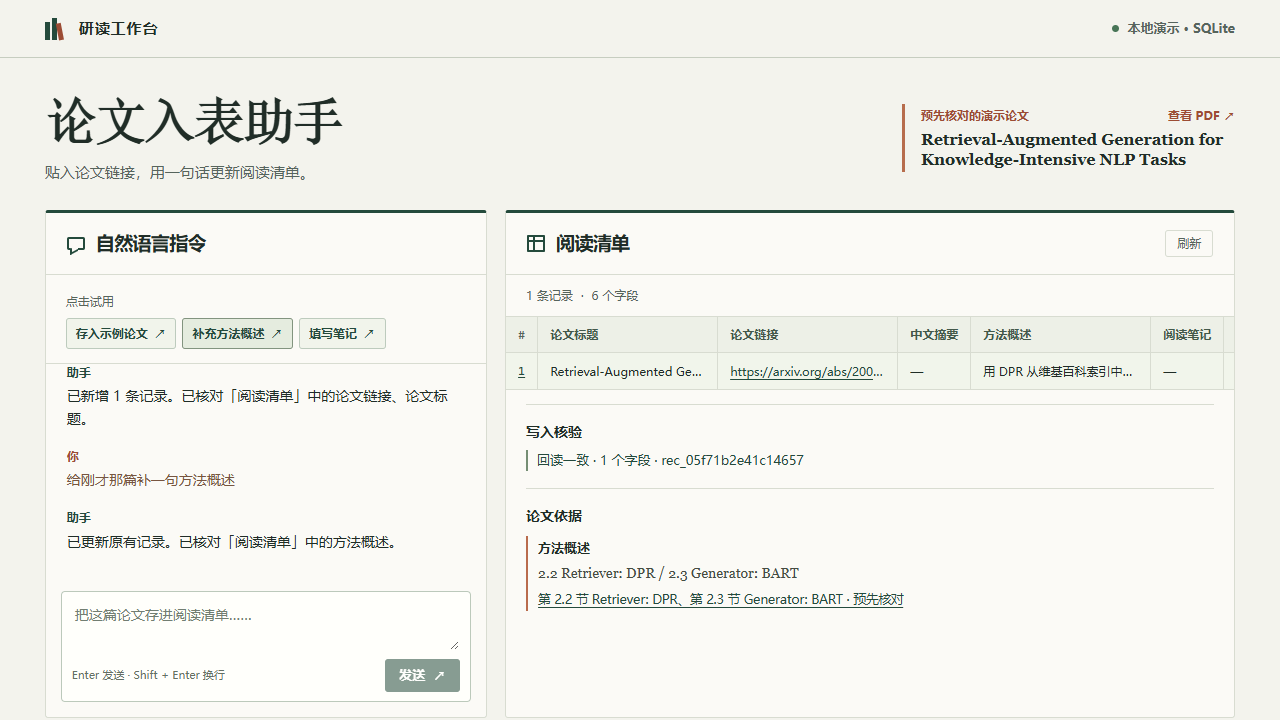 研读工作台
本地演示 • SQLite
论文入表助手
贴入论文链接，用一句话更新阅读清单。
预先核对的演示论文
查看 PDF ↗
Retrieval-Augmented Generation for
Knowledge-Intensive NLP Tasks
自然语言指令
点击试用
存入示例论文 ↗
补充方法概述 ↗
填写笔记 ↗
助手
已新增 1 条记录。已核对「阅读清单」中的论文链接、论文标
题。
你
给刚才那篇补一句方法概述
助手
已更新原有记录。已核对「阅读清单」中的方法概述。
把这篇论文存进阅读清单……
Enter 发送 · Shift + Enter 换行
发送 ↗
阅读清单
刷新
1 条记录 · 6 个字段
# 论文标题 论文链接 中文摘要 方法概述 阅读笔记
1 Retrieval-Augmented Ge... https://arxiv.org/abs/200... — 用 DPR 从维基百科索引中... —
写入核验
回读一致 · 1 个字段 · rec_05f71b2e41c14657
论文依据
方法概述
2.2 Retriever: DPR / 2.3 Generator: BART
第 2.2 节 Retriever: DPR、第 2.3 节 Generator: BART · 预先核对